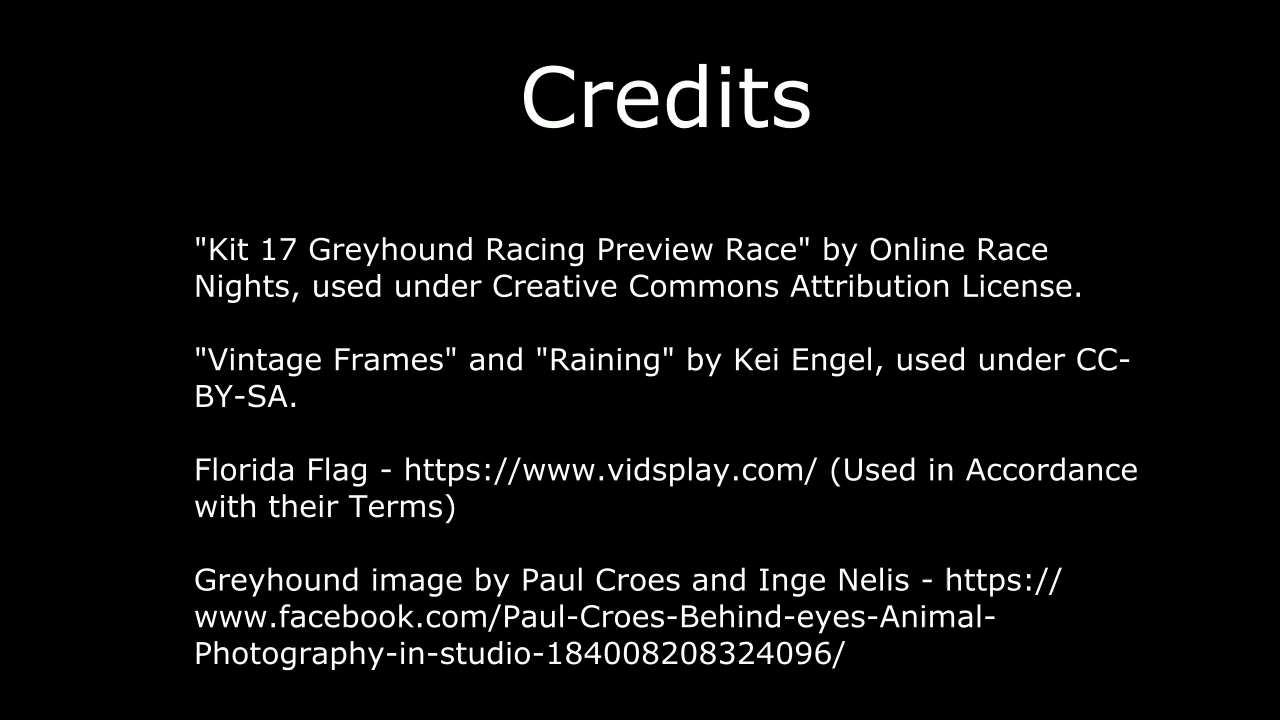 Credits
"Kit 17 Greyhound Racing Preview Race" by Online Race
Nights, used under Creative Commons Attribution License.
"Vintage Frames" and "Raining" by Kei Engel, used under CC-
BY-SA.
Florida Flag - https://www.vidsplay.com/ (Used in Accordance
with their Terms)
Greyhound image by Paul Croes and Inge Nelis - https://
www.facebook.com/Paul-Croes-Behind-eyes-Animal-
Photography-in-studio-184008208324096/